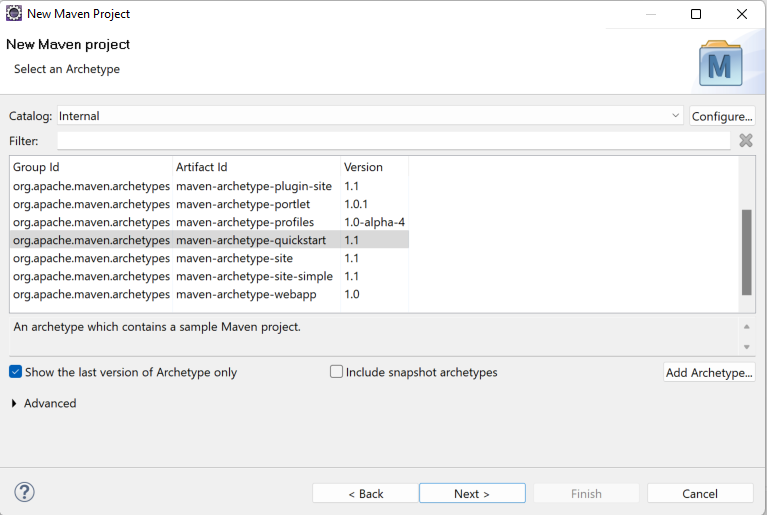 New Maven Project
New Maven project
Select an Archetype
M
Catalog: Internal Configure...
Filter:
Group Id Artifact Id Version
org.apache.maven.archetypes maven-archetype-plugin-site 1.1
org.apache.maven.archetypes maven-archetype-portlet 1.0.1
org.apache.maven.archetypes maven-archetype-profiles 1.0-alpha-4
org.apache.maven.archetypes maven-archetype-quickstart 1.1
org.apache.maven.archetypes maven-archetype-site 1.1
org.apache.maven.archetypes maven-archetype-site-simple 1.1
org.apache.maven.archetypes maven-archetype-webapp 1.0
An archetype which contains a sample Maven project.
Show the last version of Archetype only Include snapshot archetypes Add Archetype...
Advanced
? < Back Next > Finish Cancel